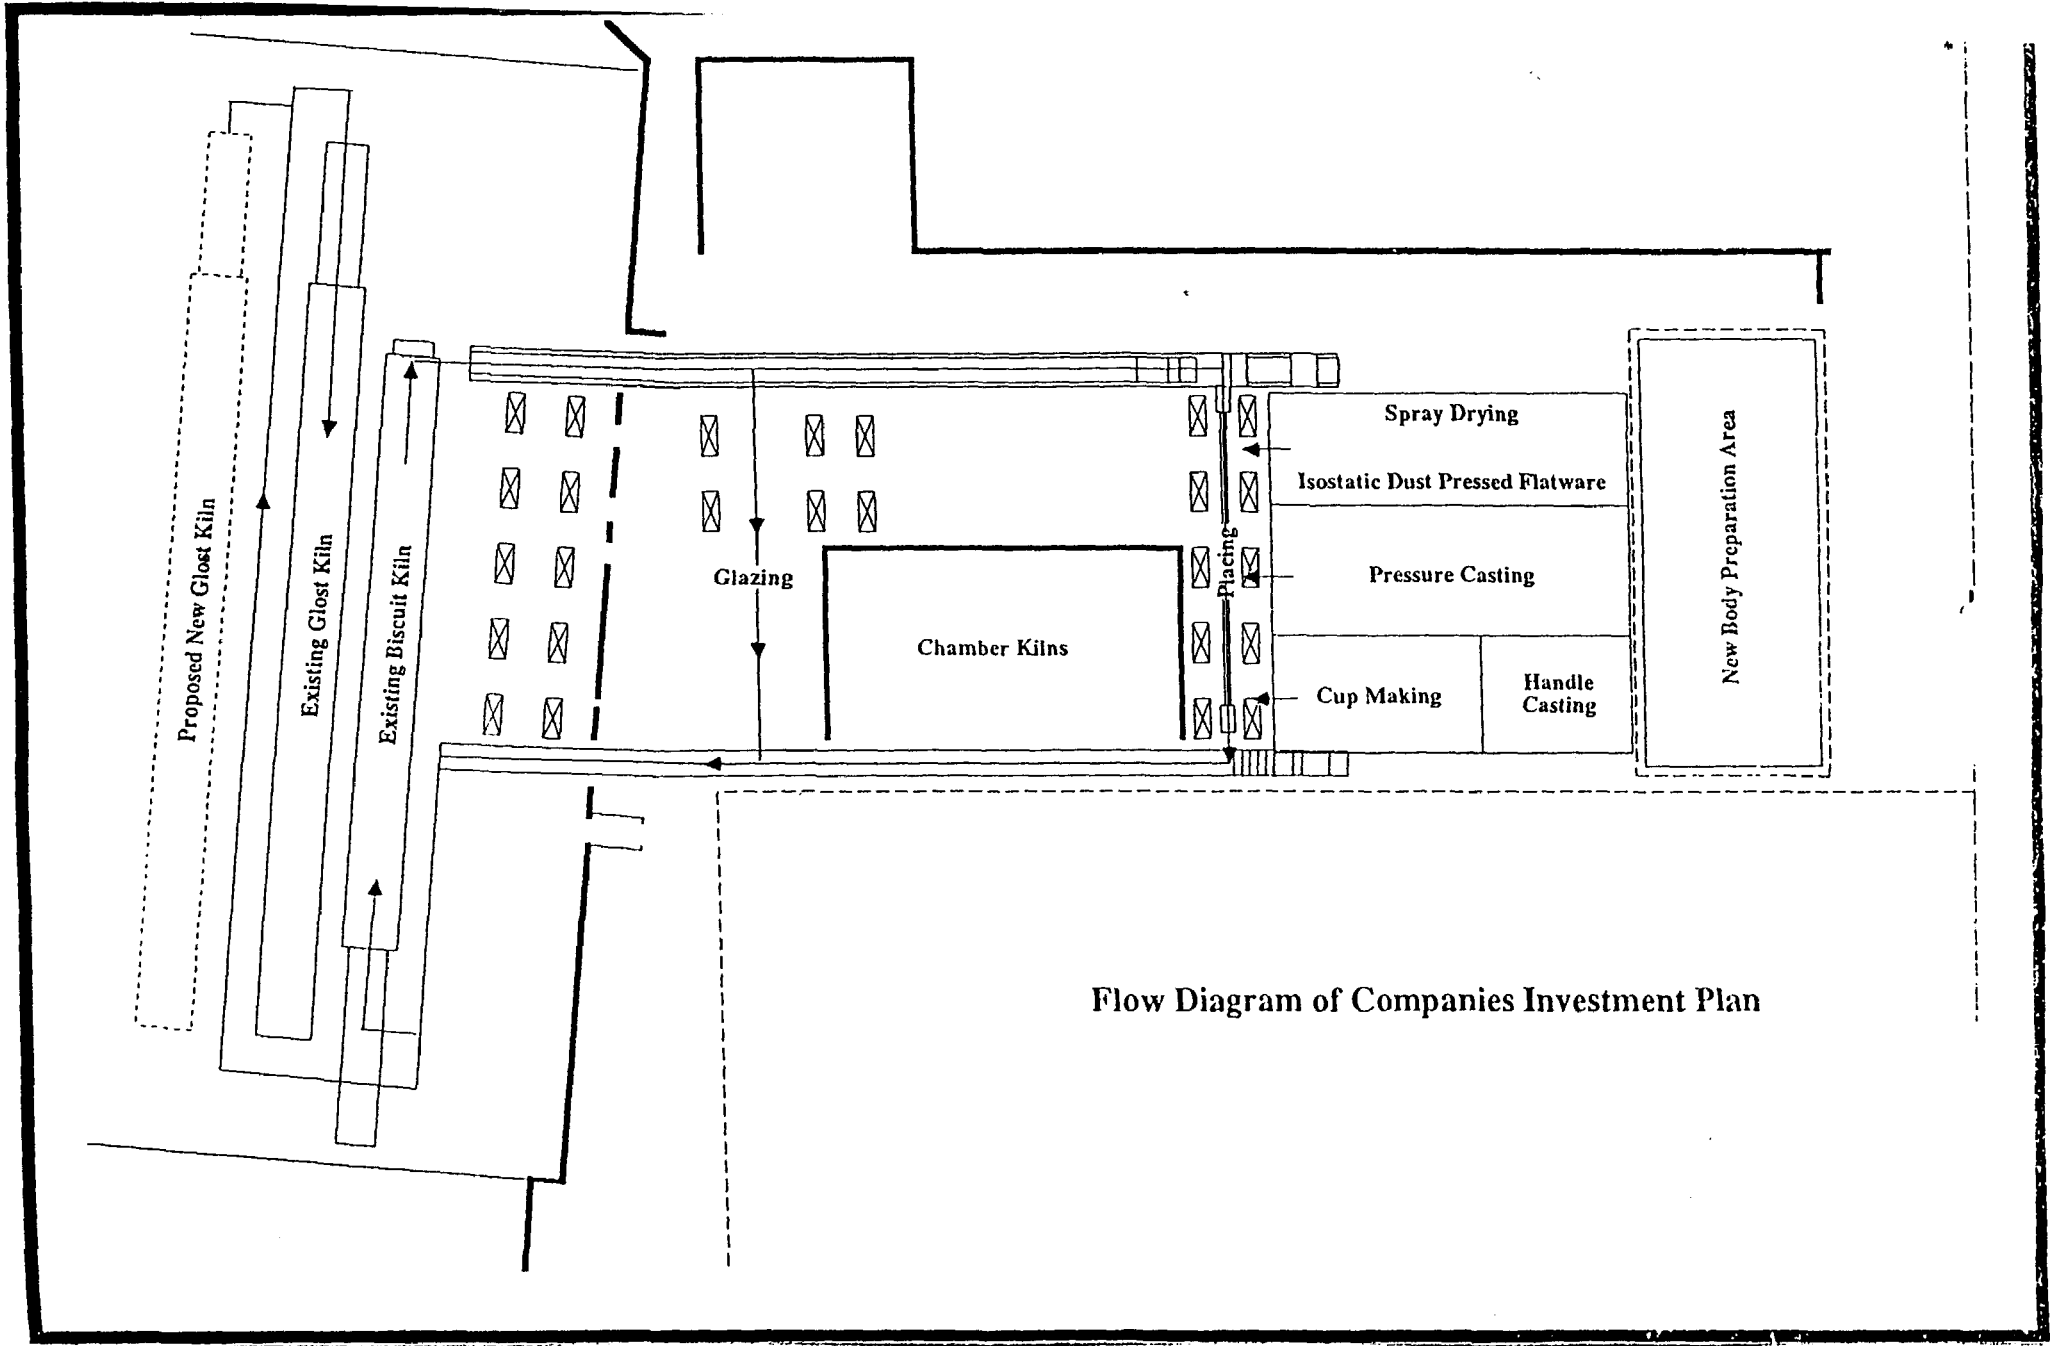 Proposed New Glost Kiln
Existing Glost Kiln
Existing Biscuit Kiln
Glazing
Chamber Kilns
Placing
Spray Drying
Isostatic Dust Pressed Flatware
Pressure Casting
Cup Making
Handle
Casting
New Body Preparation Area
Flow Diagram of Companies Investment Plan